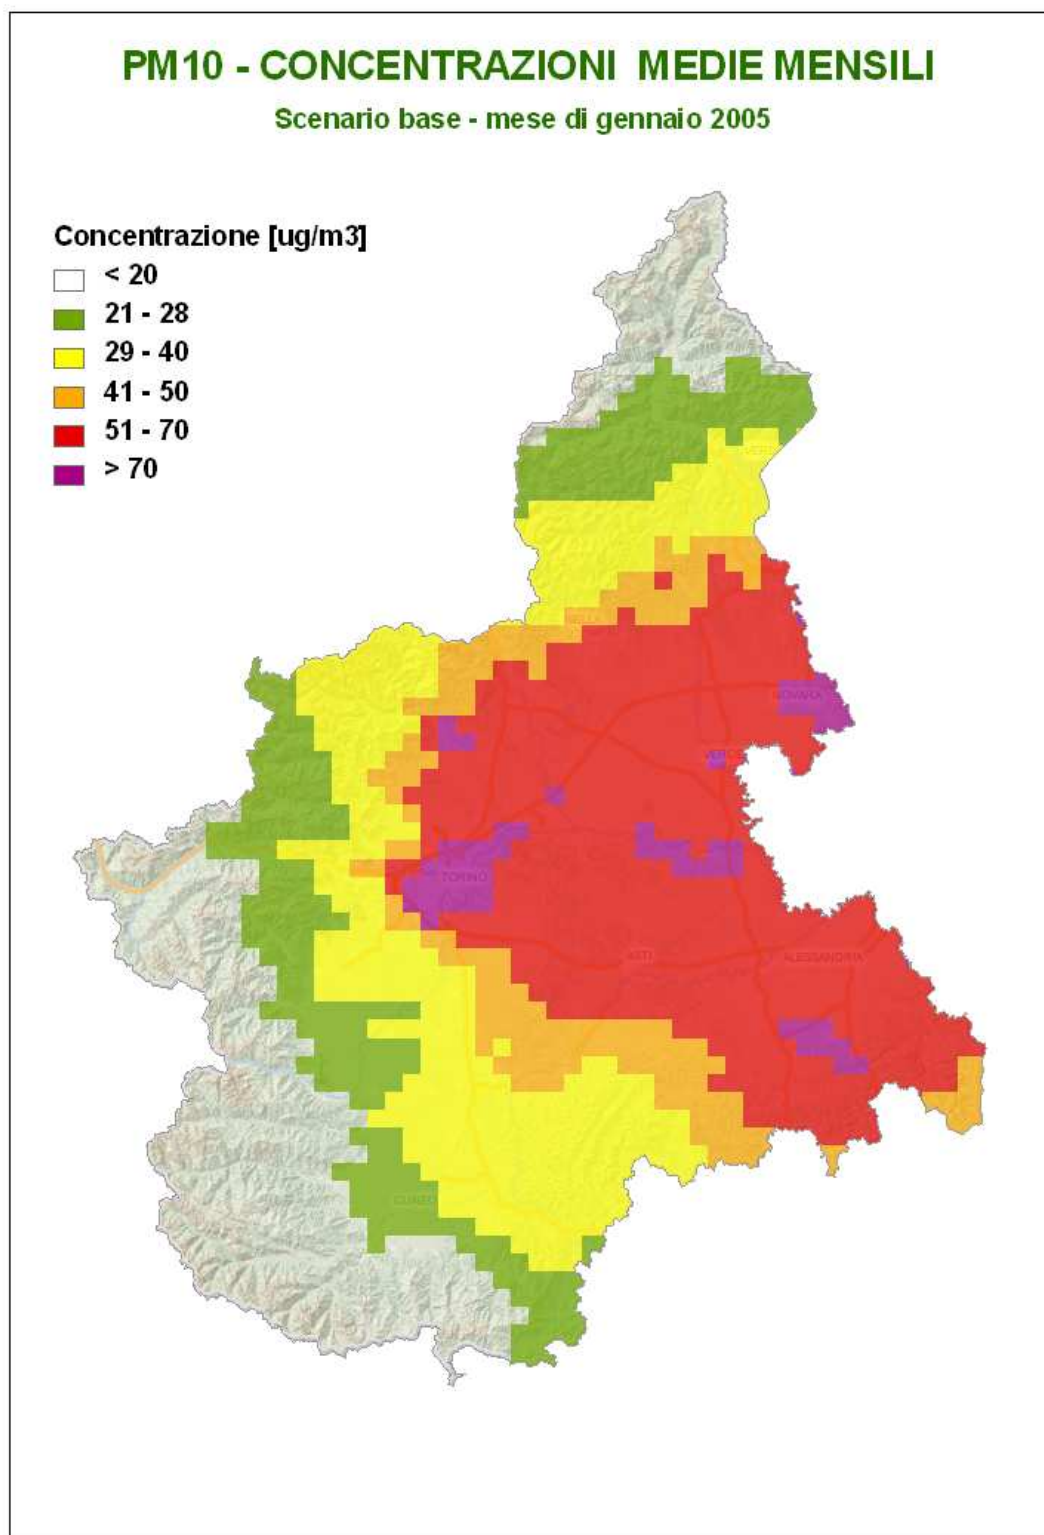 PM10 - CONCENTRAZIONI MEDIE MENSILI
Scenario base - mese di gennaio 2005
Concentrazione [ug/m3]
< 20
21 - 28
29 - 40
41 - 50
51 - 70
> 70
NOVARA
TORINO
ASTI
ALESSANDRIA
CUNEO